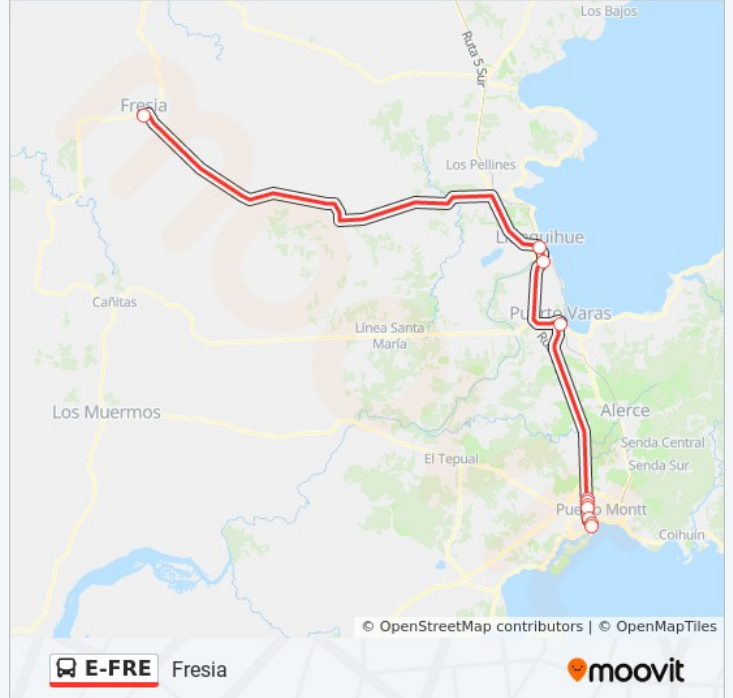 Los Bajos
Ruta 5 Sur
Fresia
Los Pellines
Llanquihue
Cañitas
Puerto Varas
Línea Santa
María
Los Muermos
Alerce
Senda Central
El Tepual
Senda Sur
Puerto Montt
Coihuín
© OpenStreetMap contributors | © OpenMapTiles
E-FRE Fresia
moovit